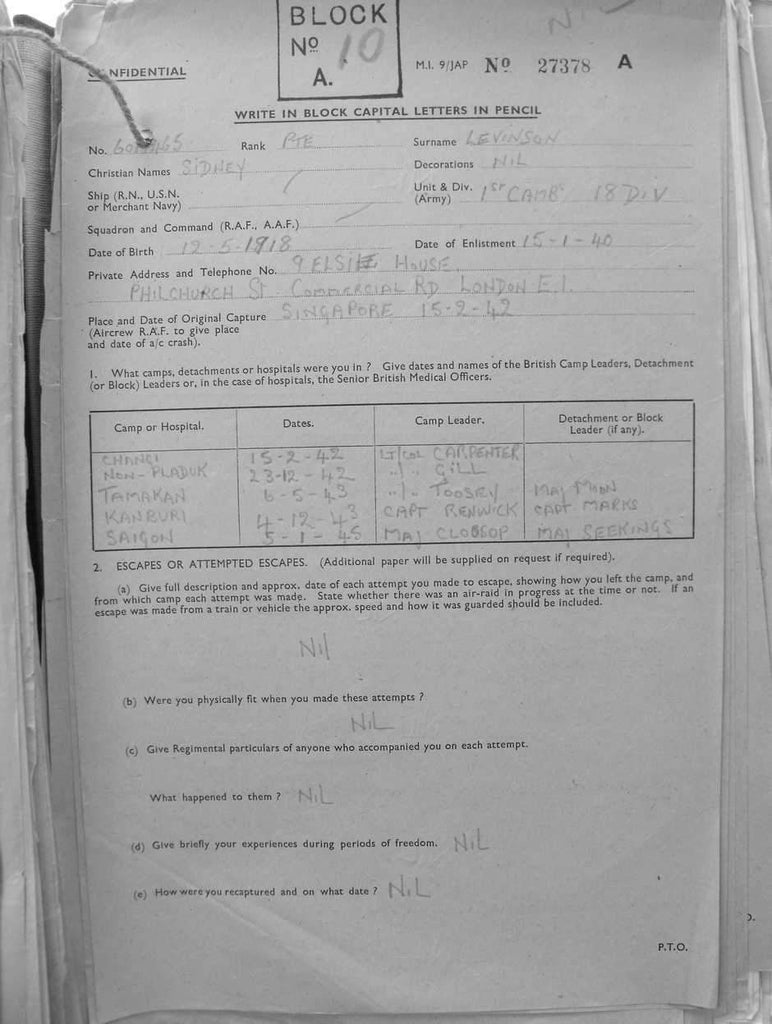 BLOCK
No 10
A.
CONFIDENTIAL
M.I. 9/JAP No 27378 A
WRITE IN BLOCK CAPITAL LETTERS IN PENCIL
No. Rank PTE Surname LEVINSON
Christian Names SIDNEY Decorations NIL
Ship (R.N., U.S.N.
or Merchant Navy)
Unit & Div. 1ST CAMB 18 DIV
(Army)
Squadron and Command (R.A.F., A.A.F.)
Date of Birth 12-5-1918 Date of Enlistment 15-1-40
Private Address and Telephone No. 9 ELSIE HOUSE
PHILCHURCH ST COMMERCIAL RD LONDON E.1.
Place and Date of Original Capture SINGAPORE 15-2-42
(Aircrew R.A.F. to give place
and date of a/c crash).
1. What camps, detachments or hospitals were you in ? Give dates and names of the British Camp Leaders, Detachment
(or Block) Leaders or, in the case of hospitals, the Senior British Medical Officers.
Camp or Hospital. Dates. Camp Leader. Detachment or Block
Leader (if any).
CHANGI 15-2-42 LT/COL CARPENTER
NON-PLADUK 23-12-42 ../.. GILL
TAMAKAN 6-5-43 ../.. TOOSEY MAJ
KANBURI 4-12-43 CAPT RENWICK CAPT MARKS
SAIGON 5-1-45 MAJ CLOSSOP MAJ SEEKINGS
2. ESCAPES OR ATTEMPTED ESCAPES. (Additional paper will be supplied on request if required).
(a) Give full description and approx. date of each attempt you made to escape, showing how you left the camp, and
from which camp each attempt was made. State whether there was an air-raid in progress at the time or not. If an
escape was made from a train or vehicle the approx. speed and how it was guarded should be included.
Nil
(b) Were you physically fit when you made these attempts ?
NiL
(c) Give Regimental particulars of anyone who accompanied you on each attempt.
What happened to them ? NiL
(d) Give briefly your experiences during periods of freedom. NiL
(e) How were you recaptured and on what date ? NiL
P.T.O.